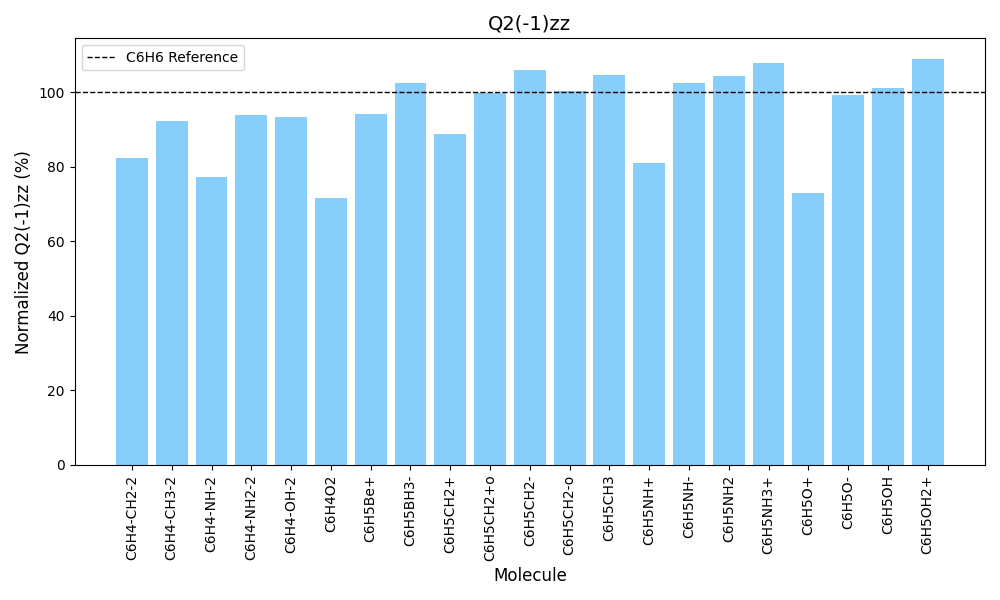 Q2(-1)zz
C6H6 Reference
Normalized Q2(-1)zz (%)
100
80
60
40
20
0
C6H4-CH2-2
C6H4-CH3-2
C6H4-NH-2
C6H4-NH2-2
C6H4-OH-2
C6H4O2
C6H5Be+
C6H5BH3-
C6H5CH2+
C6H5CH2+o
C6H5CH2-
C6H5CH2-o
C6H5CH3
C6H5NH+
C6H5NH-
C6H5NH2
C6H5NH3+
C6H5O+
C6H5O-
C6H5OH
C6H5OH2+
Molecule